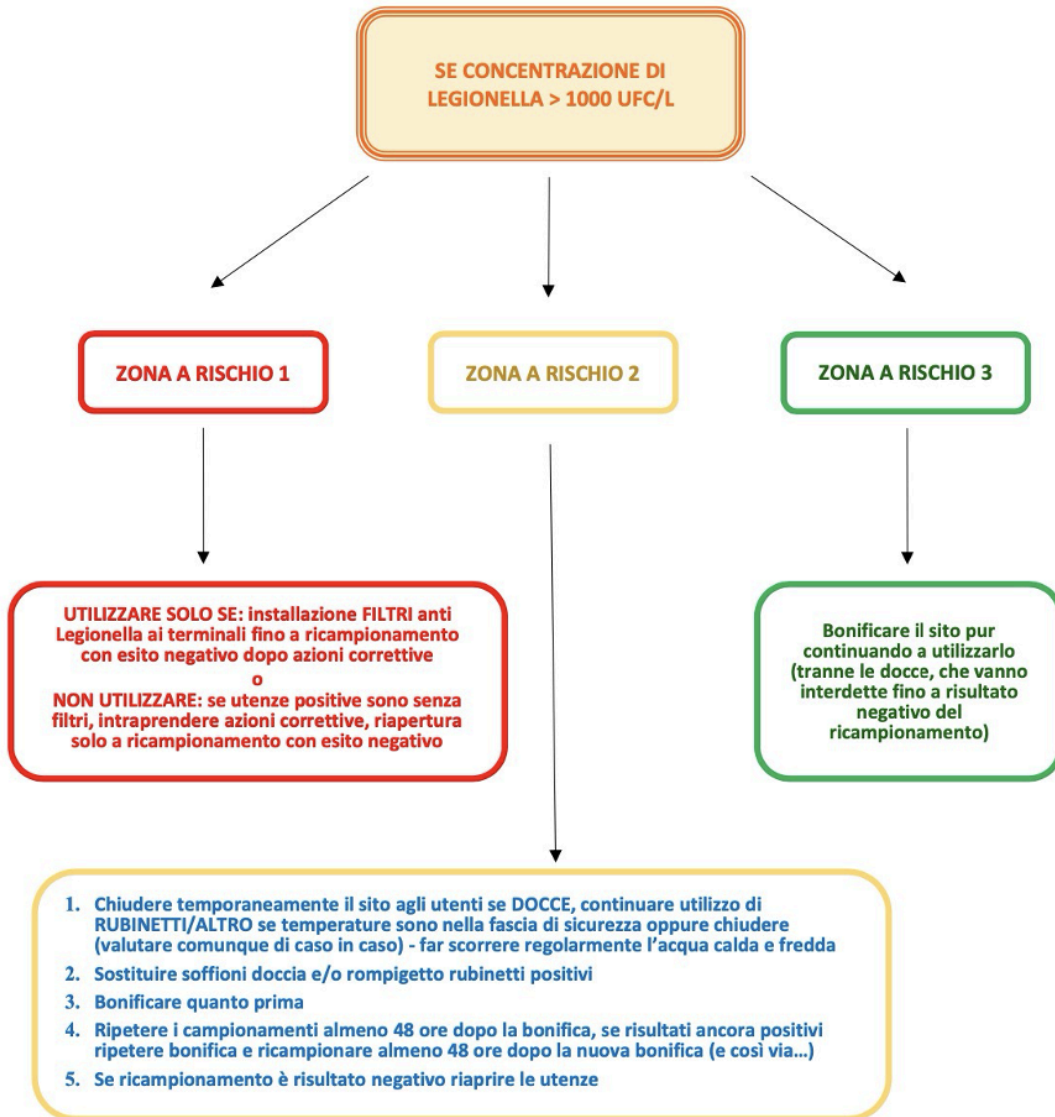 SE CONCENTRAZIONE DI
LEGIONELLA > 1000 UFC/L
ZONA A RISCHIO 1
ZONA A RISCHIO 2
ZONA A RISCHIO 3
UTILIZZARE SOLO SE: installazione FILTRI anti
Legionella ai terminali fino a ricampionamento
con esito negativo dopo azioni correttive
o
NON UTILIZZARE: se utenze positive sono senza
filtri, intraprendere azioni correttive, riapertura
solo a ricampionamento con esito negativo
Bonificare il sito pur
continuando a utilizzarlo
(tranne le docce, che vanno
interdette fino a risultato
negativo del
ricampionamento)
1. Chiudere temporaneamente il sito agli utenti se DOCCE, continuare utilizzo di
RUBINETTI/ALTRO se temperature sono nella fascia di sicurezza oppure chiudere
(valutare comunque di caso in caso) - far scorrere regolarmente l'acqua calda e fredda
2. Sostituire soffioni doccia e/o rompigetto rubinetti positivi
3. Bonificare quanto prima
4. Ripetere i campionamenti almeno 48 ore dopo la bonifica, se risultati ancora positivi
ripetere bonifica e ricampionare almeno 48 ore dopo la nuova bonifica (e così via…)
5. Se ricampionamento è risultato negativo riaprire le utenze